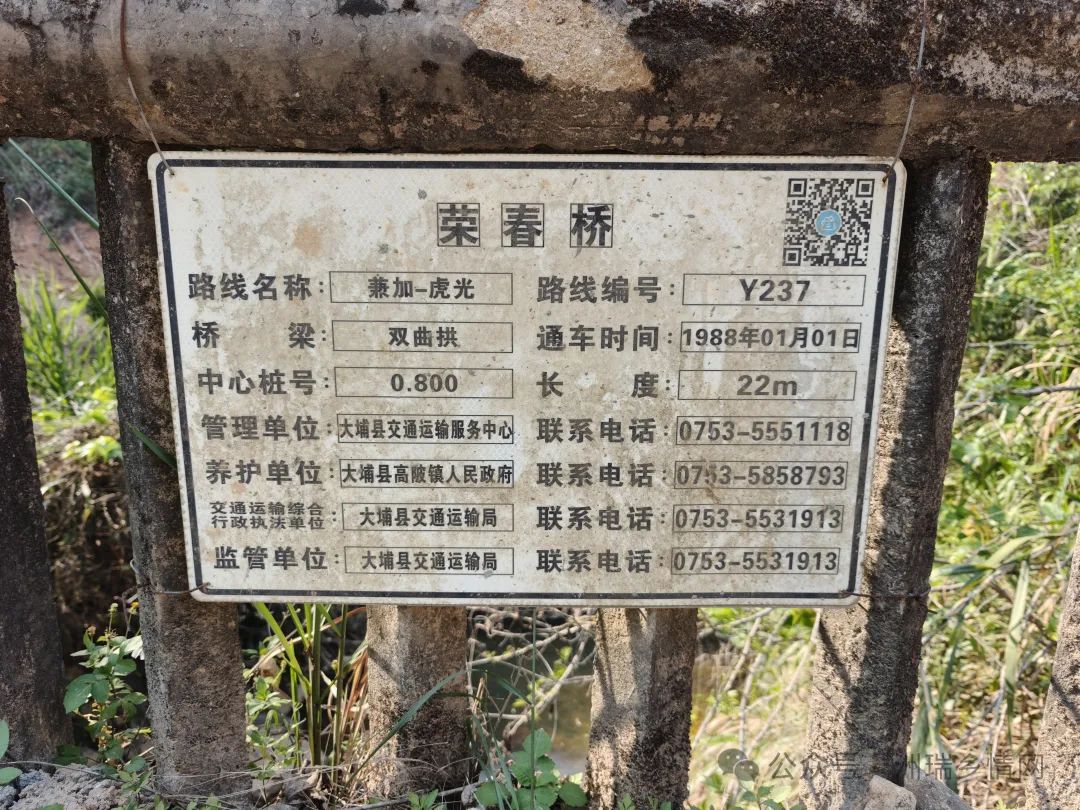 荣春桥
路线名称：兼加-虎光 路线编号：Y237
桥梁：双曲拱 通车时间：1988年01月01日
中心桩号：0.800 长度：22m
管理单位：大埔县交通运输服务中心 联系电话：0753-5551118
养护单位：大埔县高陂镇人民政府 联系电话：0753-5858793
交通运输综合
行政执法单位：大埔县交通运输局 联系电话：0753-5531913
监管单位：大埔县交通运输局 联系电话：0753-5531913
公众号 州瑞乡情网